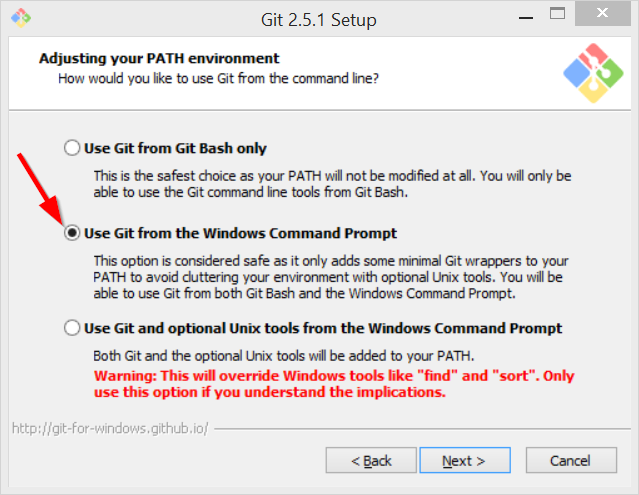 Git 2.5.1 Setup
Adjusting your PATH environment
How would you like to use Git from the command line?
Use Git from Git Bash only
This is the safest choice as your PATH will not be modified at all. You will only be
able to use the Git command line tools from Git Bash.
Use Git from the Windows Command Prompt
This option is considered safe as it only adds some minimal Git wrappers to your
PATH to avoid cluttering your environment with optional Unix tools. You will be
able to use Git from both Git Bash and the Windows Command Prompt.
Use Git and optional Unix tools from the Windows Command Prompt
Both Git and the optional Unix tools will be added to your PATH.
Warning: This will override Windows tools like "find" and "sort". Only
use this option if you understand the implications.
http://git-for-windows.github.io/
< Back Next > Cancel